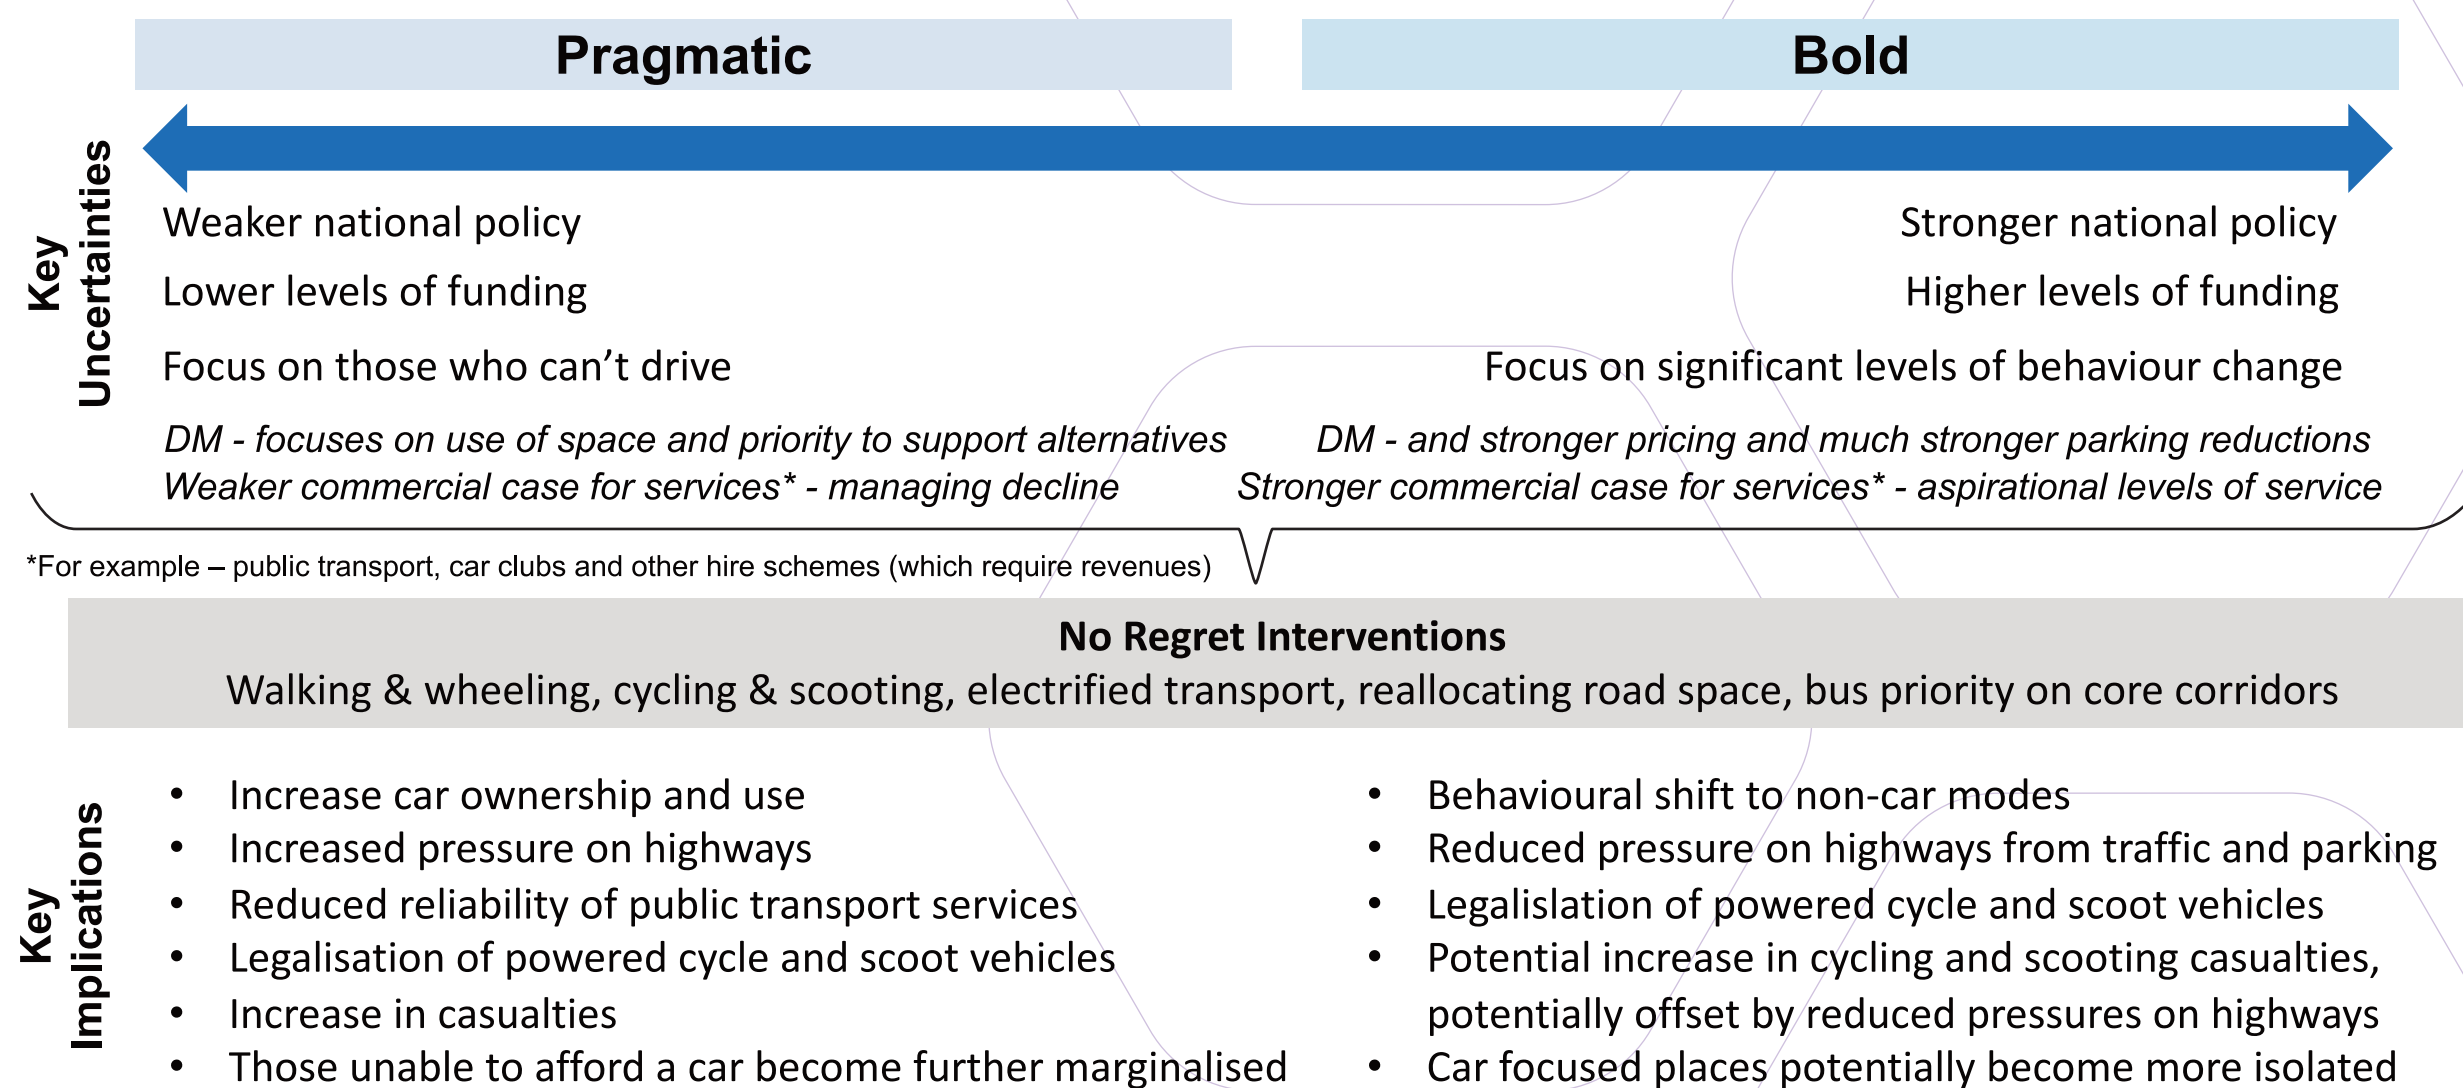 Pragmatic
Bold
Key
Uncertainties
Weaker national policy
Stronger national policy
Lower levels of funding
Higher levels of funding
Focus on those who can’t drive
Focus on significant levels of behaviour change
DM - focuses on use of space and priority to support alternatives
DM - and stronger pricing and much stronger parking reductions
Weaker commercial case for services* - managing decline
Stronger commercial case for services* - aspirational levels of service
*For example – public transport, car clubs and other hire schemes (which require revenues)
No Regret Interventions
Walking & wheeling, cycling & scooting, electrified transport, reallocating road space, bus priority on core corridors
Key
Implications
• Increase car ownership and use
• Increased pressure on highways
• Reduced reliability of public transport services
• Legalisation of powered cycle and scoot vehicles
• Increase in casualties
• Those unable to afford a car become further marginalised
• Behavioural shift to non-car modes
• Reduced pressure on highways from traffic and parking
• Legalislation of powered cycle and scoot vehicles
• Potential increase in cycling and scooting casualties,
potentially offset by reduced pressures on highways
• Car focused places potentially become more isolated